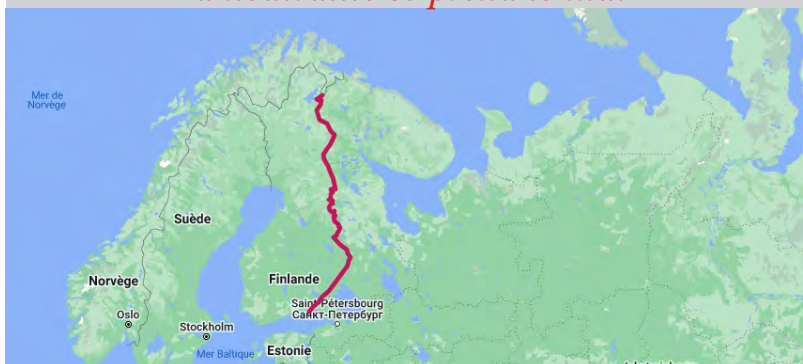 Mer de
Norvège
Suède
Norvège
Finlande
Oslo
Saint-Pétersbourg
Санкт-Петербург
Stockholm
Mer Baltique
Estonie